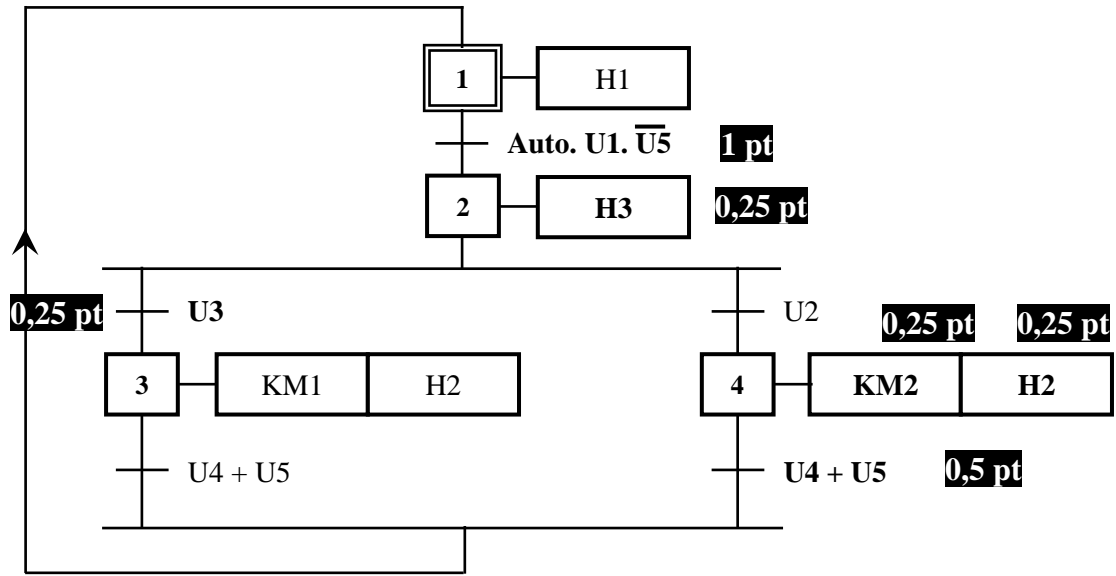 1 H1
Auto. U1. U̅5̅ 1 pt
2 H3 0,25 pt
0,25 pt U3 U2 0,25 pt 0,25 pt
3 KM1 H2 4 KM2 H2
U4 + U5 U4 + U5 0,5 pt